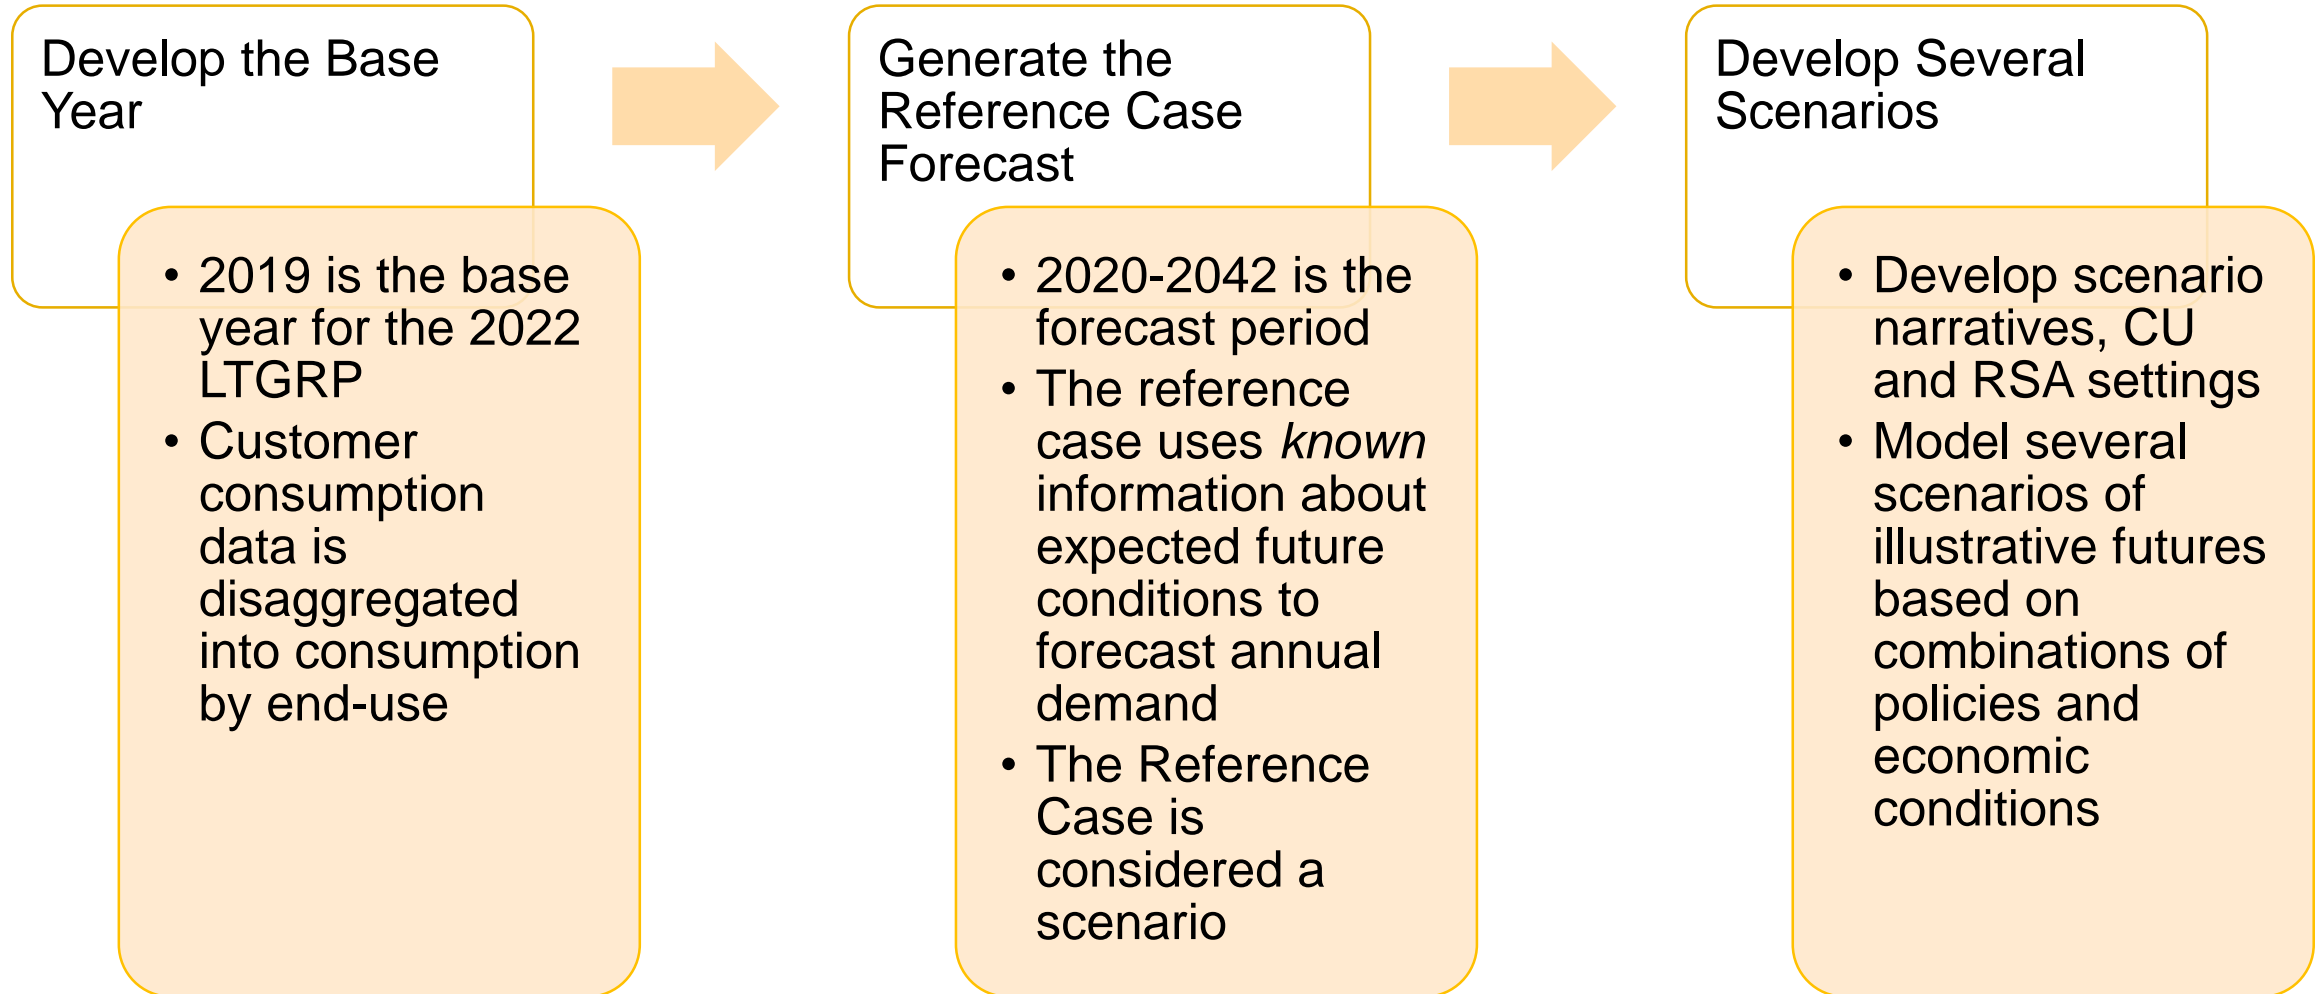 Develop the Base
Year
• 2019 is the base
year for the 2022
LTGRP
• Customer
consumption
data is
disaggregated
into consumption
by end-use
Generate the
Reference Case
Forecast
• 2020-2042 is the
forecast period
• The reference
case uses known
information about
expected future
conditions to
forecast annual
demand
• The Reference
Case is
considered a
scenario
Develop Several
Scenarios
• Develop scenario
narratives, CU
and RSA settings
• Model several
scenarios of
illustrative futures
based on
combinations of
policies and
economic
conditions